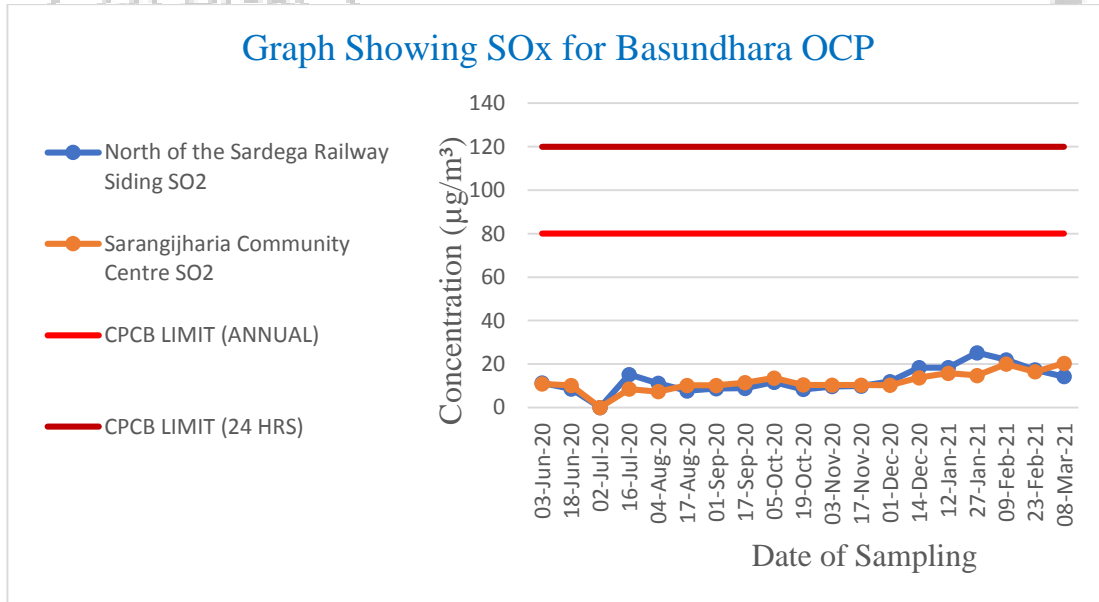 Graph Showing SOx for Basundhara OCP
North of the Sardega Railway
Siding SO2
Sarangijharia Community
Centre SO2
CPCB LIMIT (ANNUAL)
CPCB LIMIT (24 HRS)
Concentration (µg/m³)
140
120
100
80
60
40
20
0
03-Jun-20
18-Jun-20
02-Jul-20
16-Jul-20
04-Aug-20
17-Aug-20
01-Sep-20
17-Sep-20
05-Oct-20
19-Oct-20
03-Nov-20
17-Nov-20
01-Dec-20
14-Dec-20
12-Jan-21
27-Jan-21
09-Feb-21
23-Feb-21
08-Mar-21
Date of Sampling